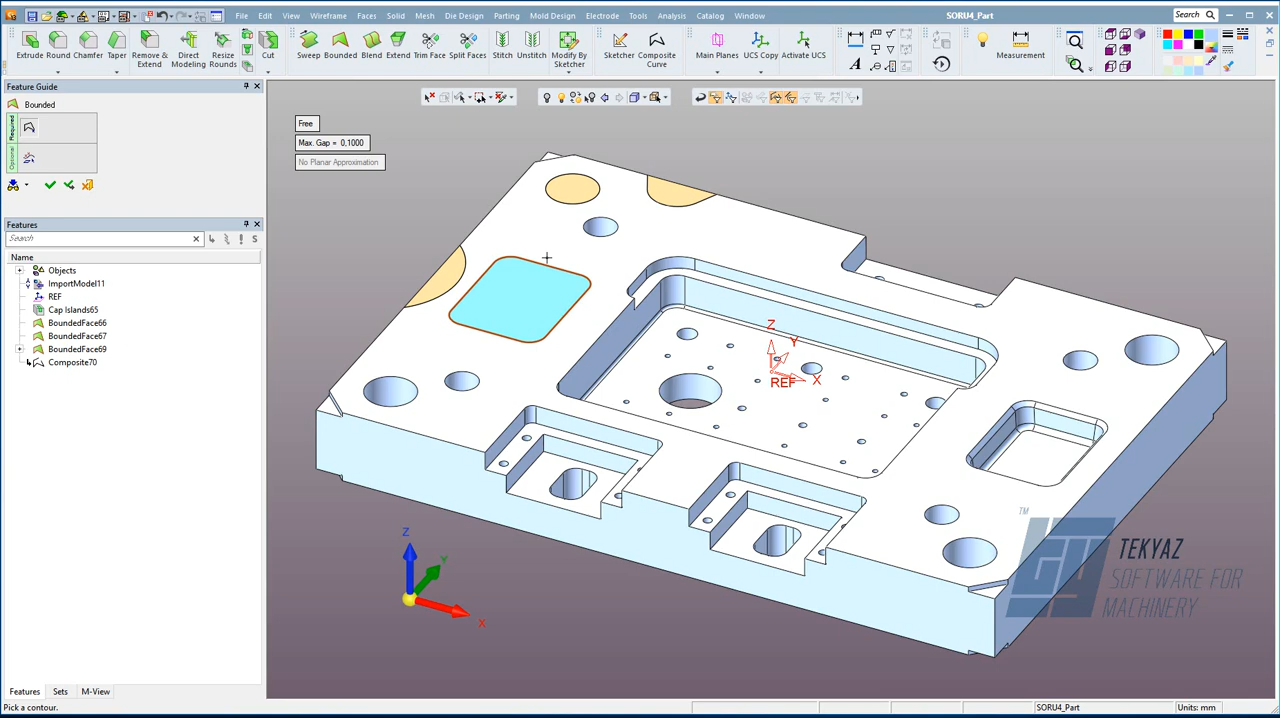 File Edit View Wireframe Faces Solid Mesh Die Design Parting Mold Design Electrode Tools Analysis Catalog Window SORU4_Part Search
Extrude Round Chamfer Taper Remove & Extend Direct Modeling Resize Rounds Cut Sweep Bounded Blend Extend Trim Face Split Face Stitch Unstitch Modify By Sketcher Sketcher Composite Curve Main Planes UCS Copy Activate UCS Measurement
Feature Guide
Bounded
Required
Optional
Features
Search
Name
Objects
ImportModel11
REF
Cap Islands65
BoundedFace66
BoundedFace67
BoundedFace69
Composite70
Free
Max. Gap = 0,1000
No Planar Approximation
Z
Y
REF X
Z
Y
X
TM
TEKYAZ
SOFTWARE FOR
MACHINERY
Features Sets M-View
Pick a contour. SORU4_Part Units: mm